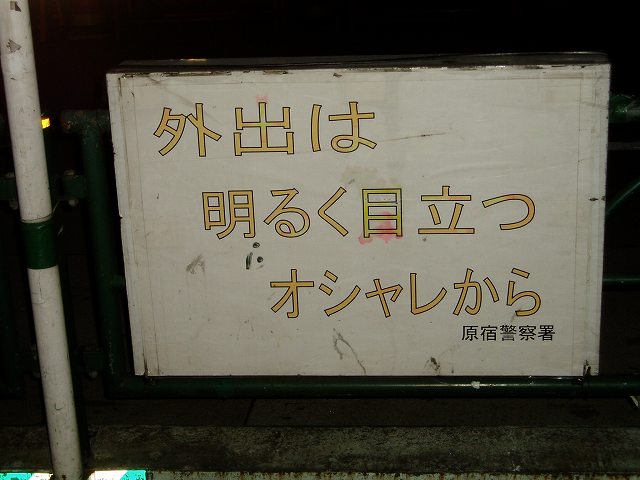 外出は
明るく目立つ
オシャレから
原宿警察署